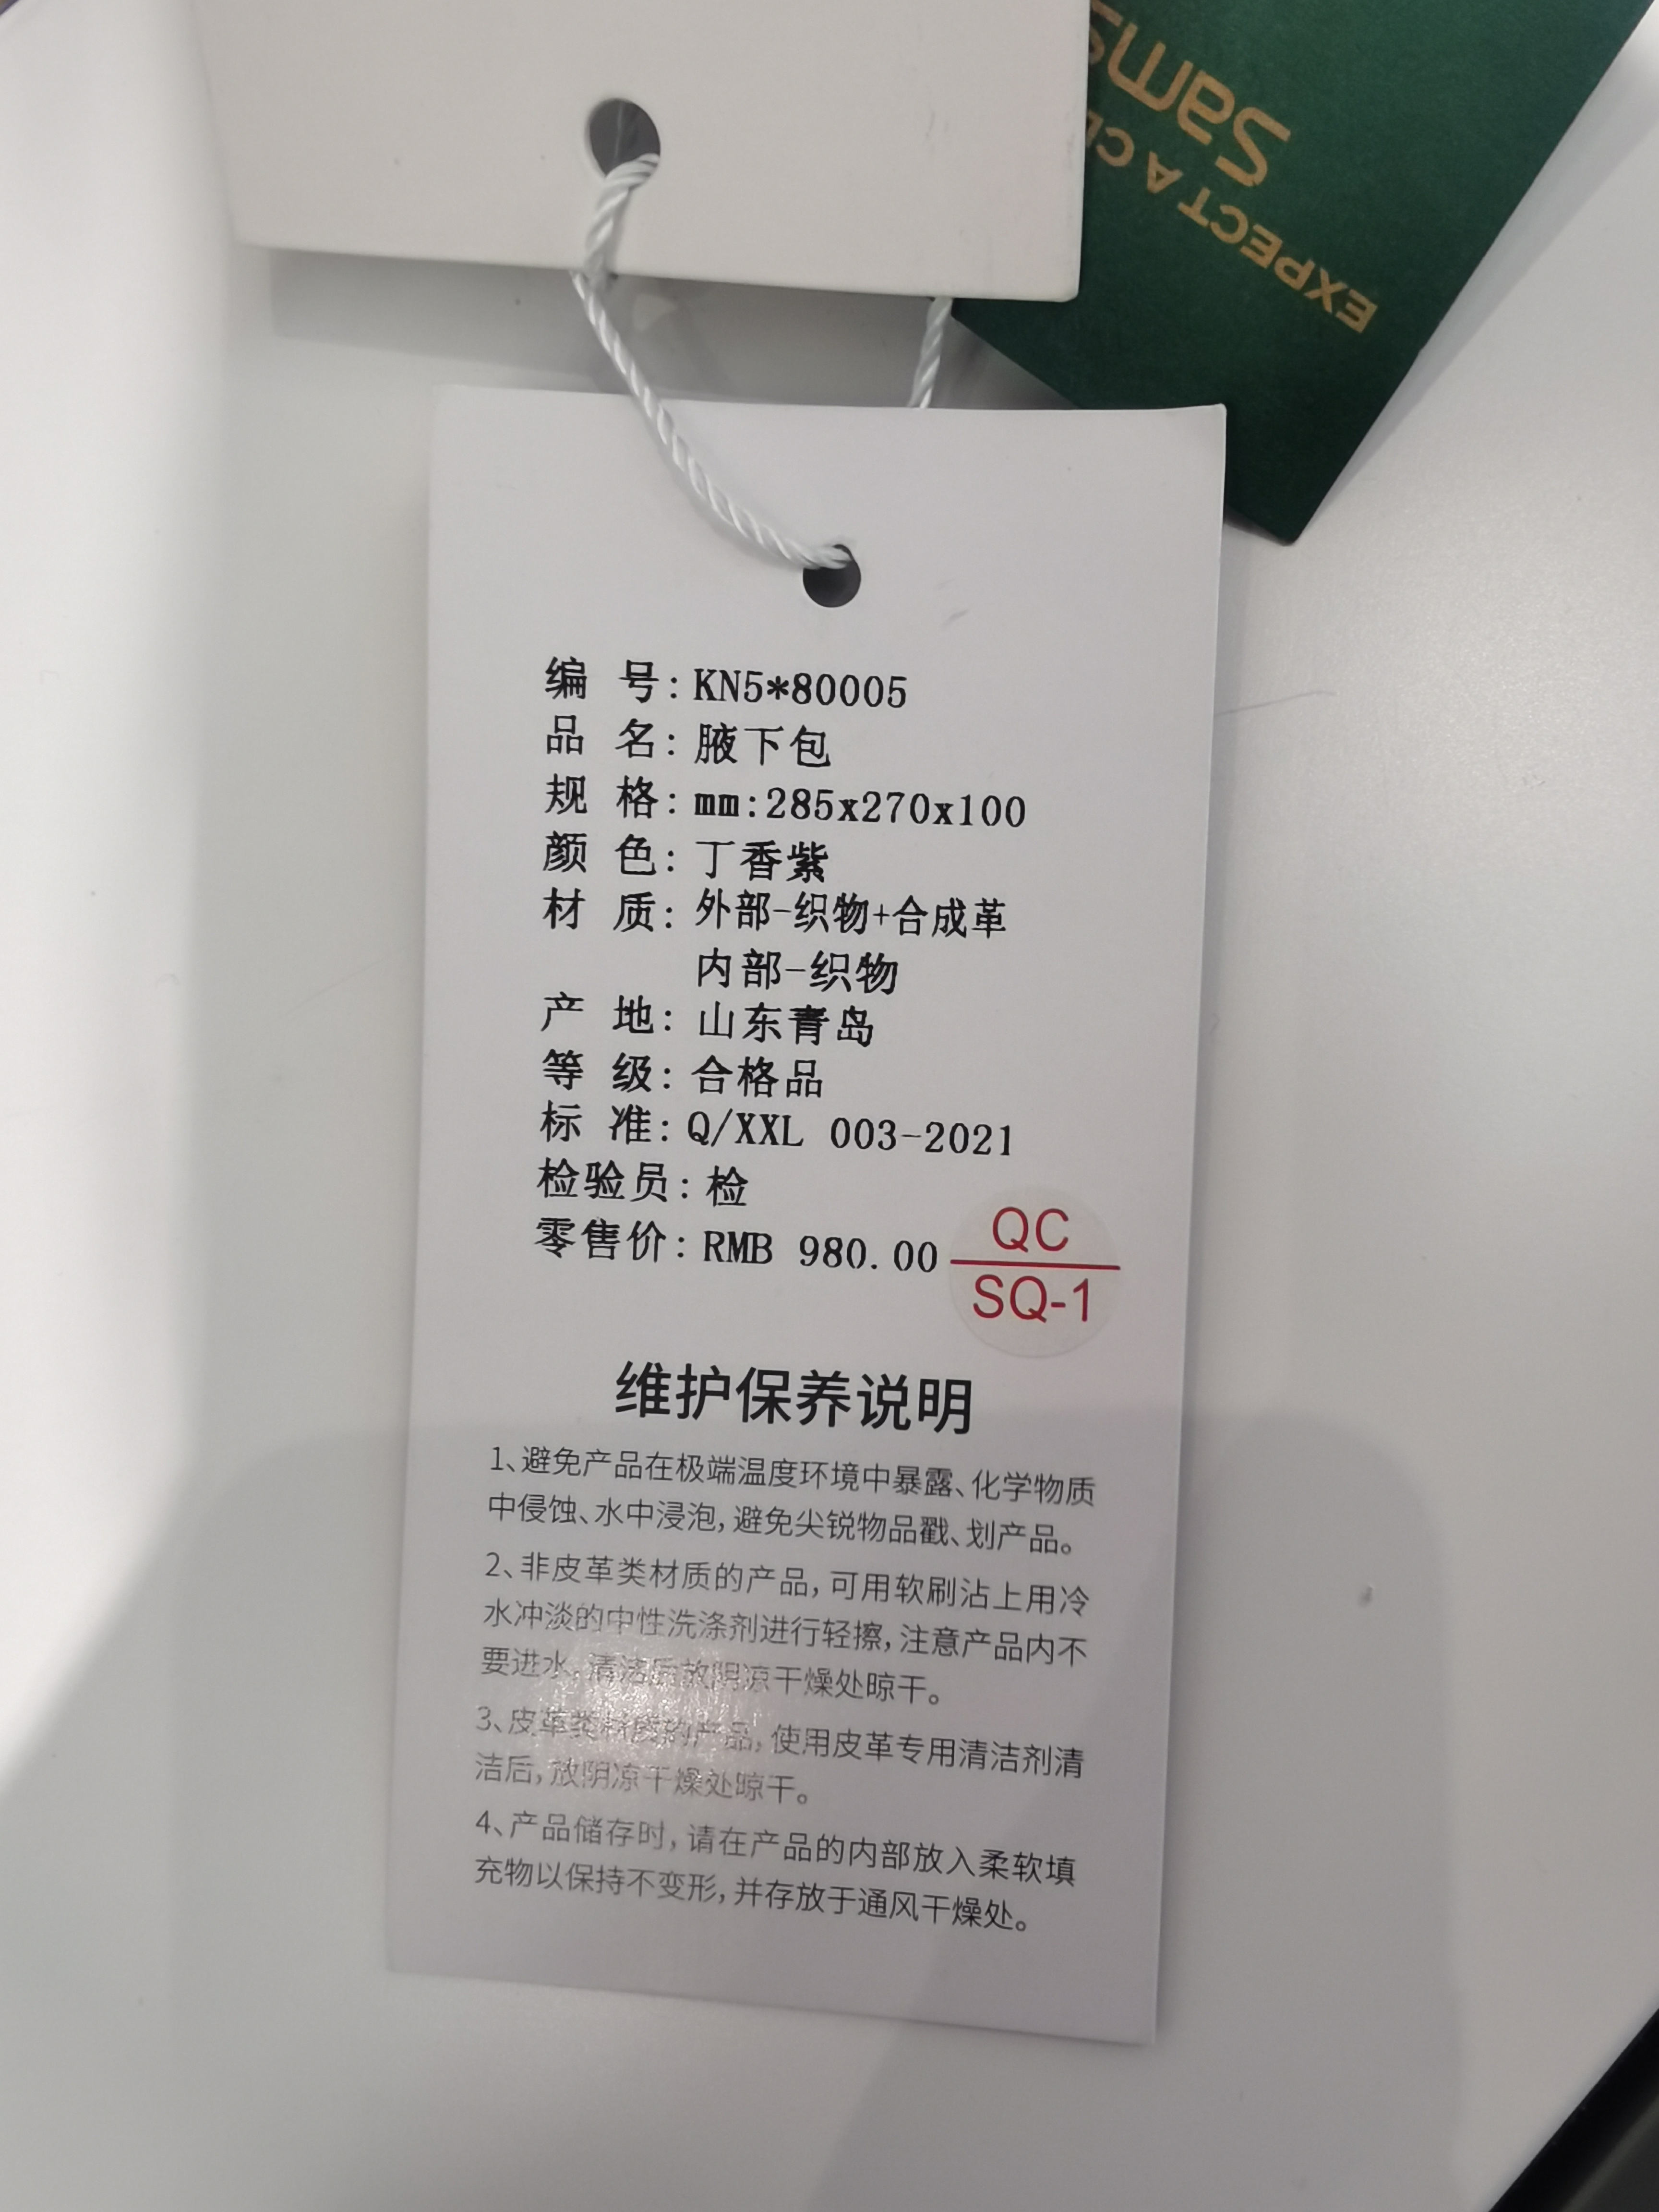 Sams
EXPECT A C
编 号: KN5*80005
品 名: 腋下包
规 格: mm:285x270x100
颜 色: 丁香紫
材 质: 外部-织物+合成革
内部-织物
产 地: 山东青岛
等 级: 合格品
标 准: Q/XXL 003-2021
检验员: 检
零售价: RMB 980.00
QC
SQ-1
维护保养说明
1、避免产品在极端温度环境中暴露、化学物质
中侵蚀、水中浸泡，避免尖锐物品戳、划产品。
2、非皮革类材质的产品，可用软刷沾上用冷
水冲淡的中性洗涤剂进行轻擦，注意产品内不
要进水，清洁后放阴凉干燥处晾干。
3、皮革类材质的产品，使用皮革专用清洁剂清
洁后，放阴凉干燥处晾干。
4、产品储存时，请在产品的内部放入柔软填
充物以保持不变形，并存放于通风干燥处。